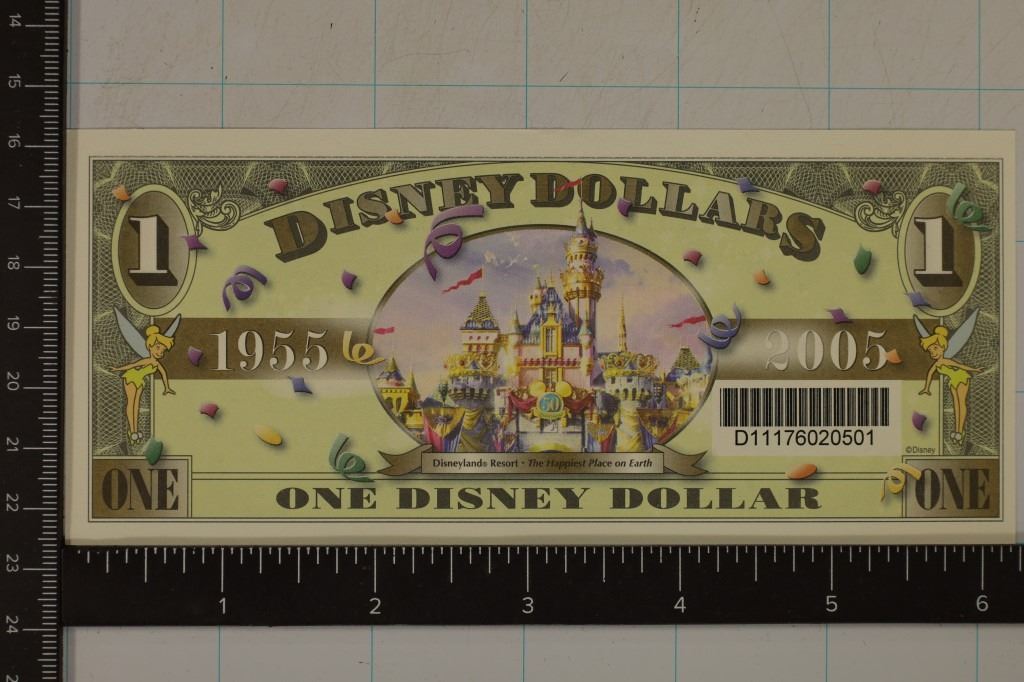 14
15
16
17
18
19
20
21
22
23
24
DISNEY DOLLARS
1
1
1955
2005
50
D11176020501
©Disney
Disneyland® Resort · The Happiest Place on Earth
ONE
ONE DISNEY DOLLAR
ONE
1 2 3 4 5 6